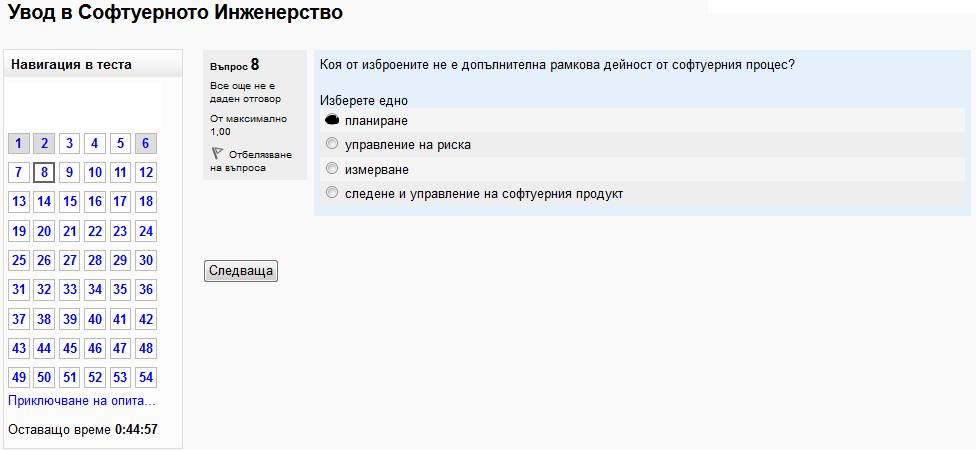 Увод в Софтуерното Инженерство
Навигация в теста
1 2 3 4 5 6
7 8 9 10 11 12
13 14 15 16 17 18
19 20 21 22 23 24
25 26 27 28 29 30
31 32 33 34 35 36
37 38 39 40 41 42
43 44 45 46 47 48
49 50 51 52 53 54
Приключване на опита...
Оставащо време 0:44:57
Въпрос 8
Все още не е
даден отговор
От максимално
1,00
Отбелязване
на въпроса
Коя от изброените не е допълнителна рамкова дейност от софтуерния процес?
Изберете едно
планиране
управление на риска
измерване
следене и управление на софтуерния продукт
Следваща